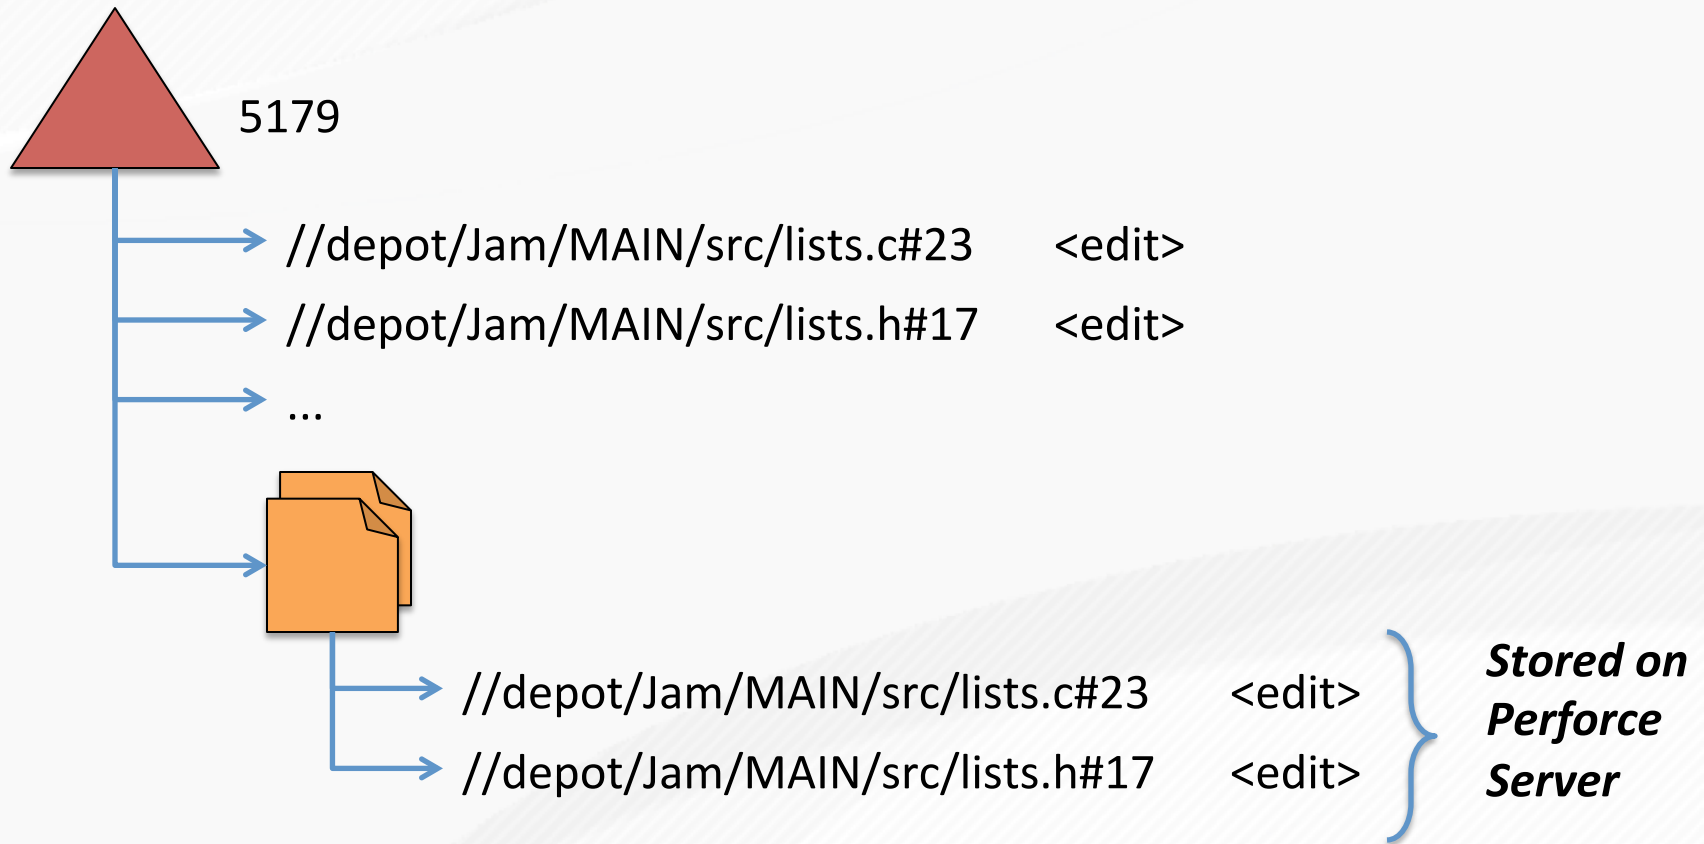 5179
//depot/Jam/MAIN/src/lists.c#23 <edit>
//depot/Jam/MAIN/src/lists.h#17 <edit>
...
//depot/Jam/MAIN/src/lists.c#23 <edit>
//depot/Jam/MAIN/src/lists.h#17 <edit>
Stored on
Perforce
Server